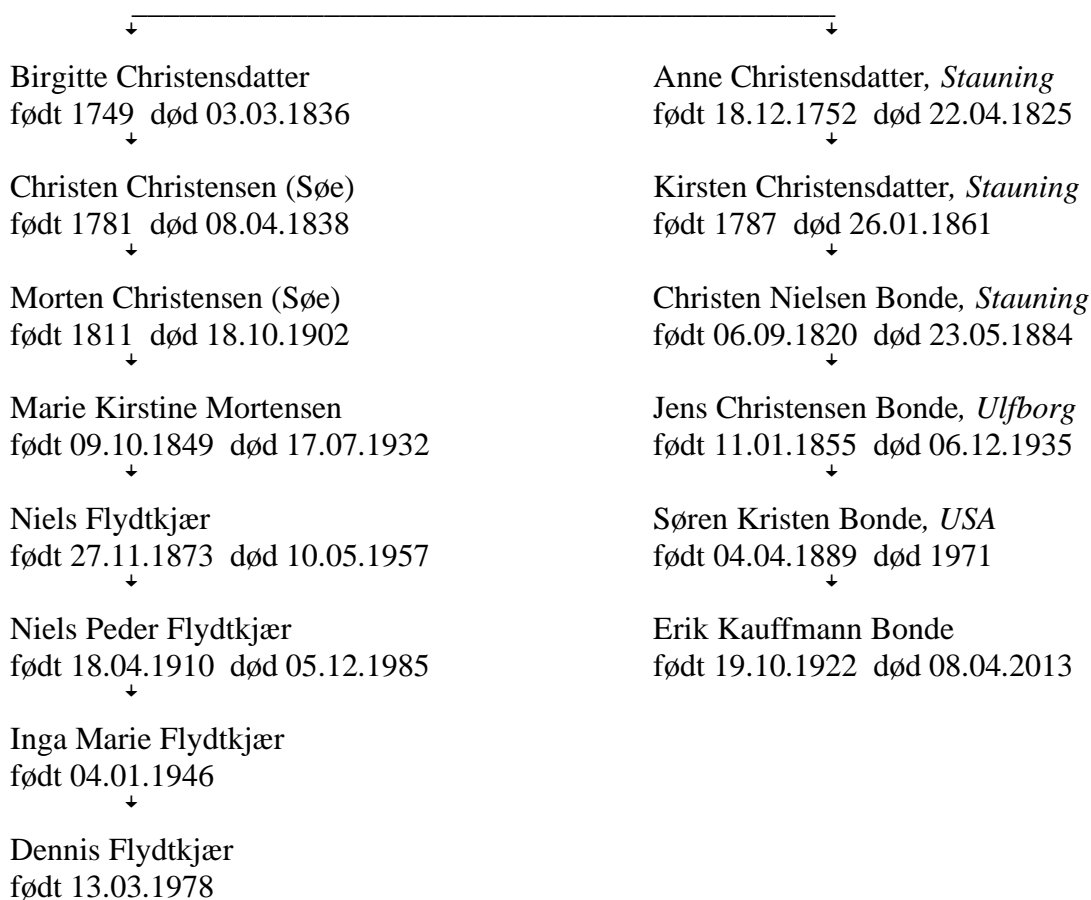 Birgitte Christensdatter
født 1749 død 03.03.1836
Christen Christensen (Søe)
født 1781 død 08.04.1838
Morten Christensen (Søe)
født 1811 død 18.10.1902
Marie Kirstine Mortensen
født 09.10.1849 død 17.07.1932
Niels Flydtkjær
født 27.11.1873 død 10.05.1957
Niels Peder Flydtkjær
født 18.04.1910 død 05.12.1985
Inga Marie Flydtkjær
født 04.01.1946
Dennis Flydtkjær
født 13.03.1978
Anne Christensdatter, Stauning
født 18.12.1752 død 22.04.1825
Kirsten Christensdatter, Stauning
født 1787 død 26.01.1861
Christen Nielsen Bonde, Stauning
født 06.09.1820 død 23.05.1884
Jens Christensen Bonde, Ulfborg
født 11.01.1855 død 06.12.1935
Søren Kristen Bonde, USA
født 04.04.1889 død 1971
Erik Kauffmann Bonde
født 19.10.1922 død 08.04.2013